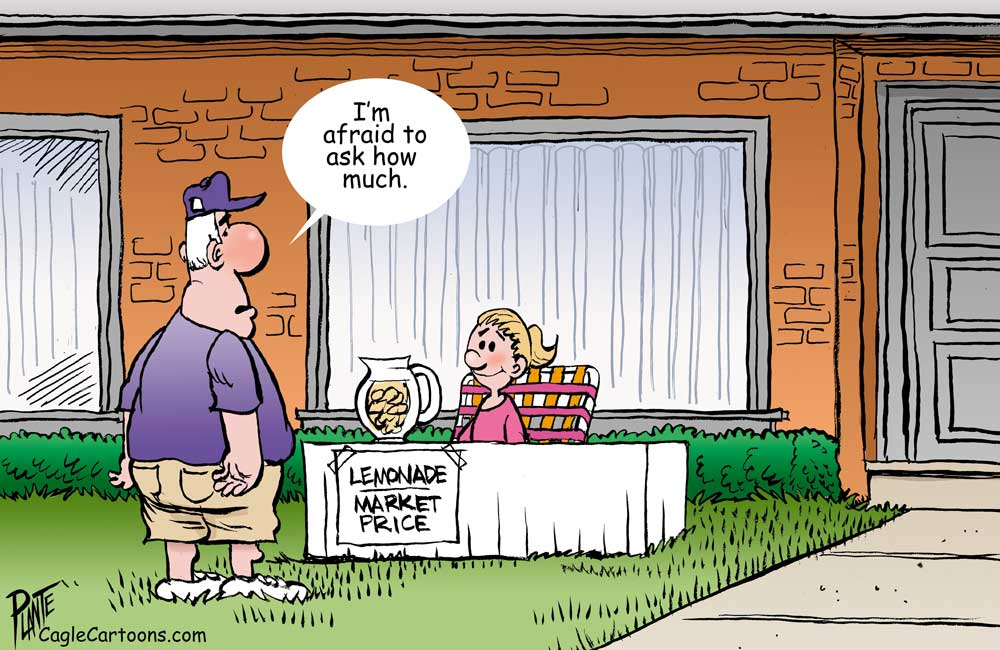 I'm
afraid to
ask how
much.
LEMONADE
MARKET
PRICE
PLANTE
CagleCartoons.com